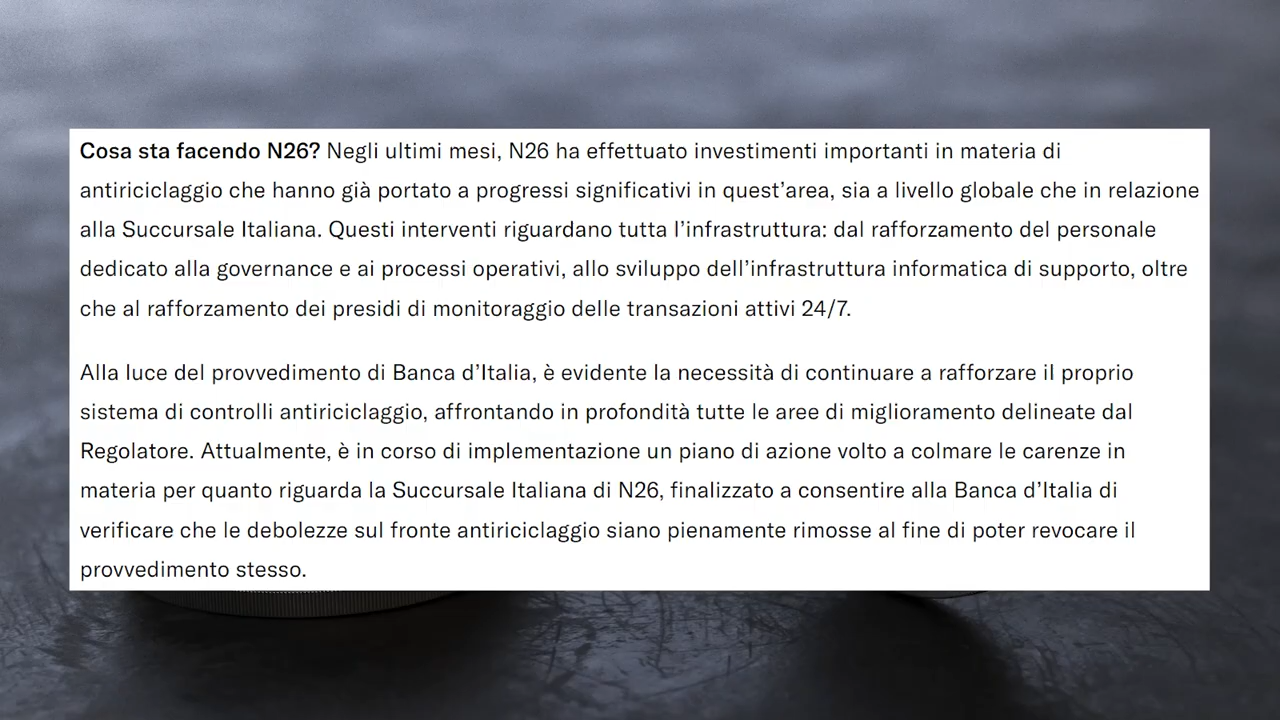 Cosa sta facendo N26? Negli ultimi mesi, N26 ha effettuato investimenti importanti in materia di
antiriciclaggio che hanno già portato a progressi significativi in quest’area, sia a livello globale che in relazione
alla Succursale Italiana. Questi interventi riguardano tutta l’infrastruttura: dal rafforzamento del personale
dedicato alla governance e ai processi operativi, allo sviluppo dell’infrastruttura informatica di supporto, oltre
che al rafforzamento dei presidi di monitoraggio delle transazioni attivi 24/7.
Alla luce del provvedimento di Banca d’Italia, è evidente la necessità di continuare a rafforzare il proprio
sistema di controlli antiriciclaggio, affrontando in profondità tutte le aree di miglioramento delineate dal
Regolatore. Attualmente, è in corso di implementazione un piano di azione volto a colmare le carenze in
materia per quanto riguarda la Succursale Italiana di N26, finalizzato a consentire alla Banca d’Italia di
verificare che le debolezze sul fronte antiriciclaggio siano pienamente rimosse al fine di poter revocare il
provvedimento stesso.